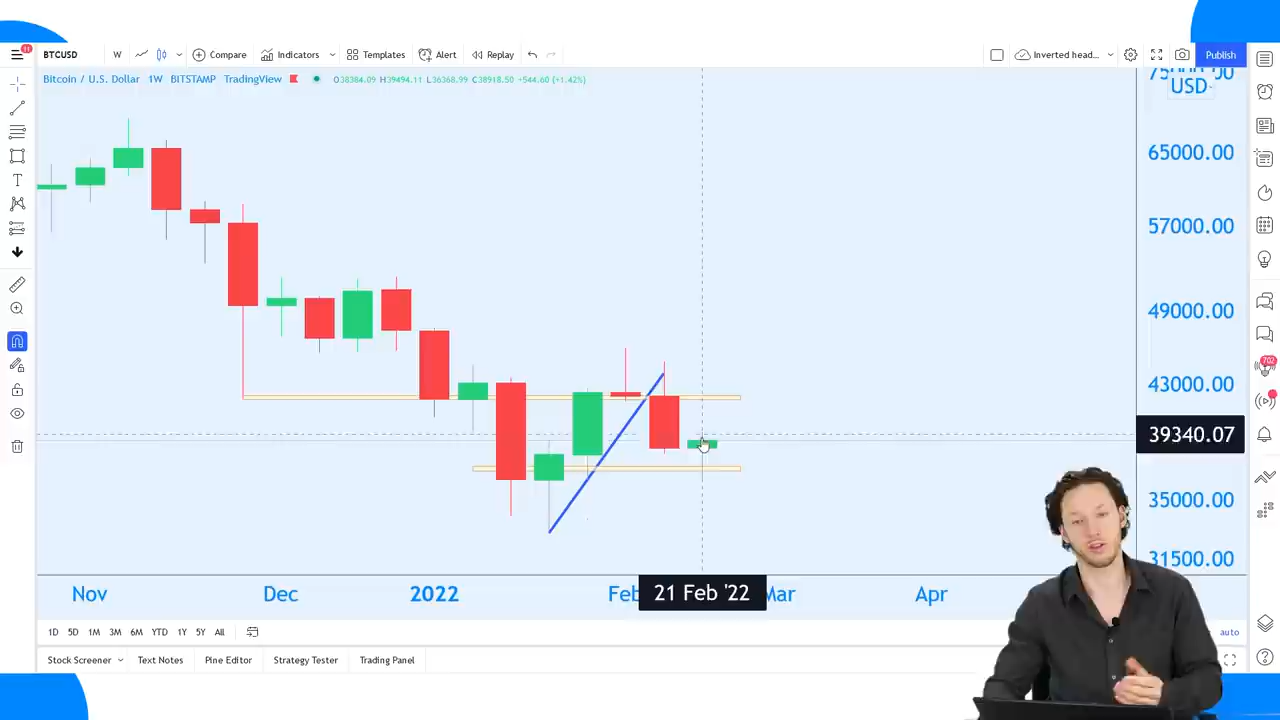 11
BTCUSD
W
Compare
Indicators
Templates
Alert
Replay
Inverted head...
Publish
Bitcoin / U.S. Dollar 1W BITSTAMP TradingView O38384.09 H39494.11 L36368.99 C38918.50 +544.60 (+1.42%)
USD
65000.00
57000.00
49000.00
43000.00
39340.07
35000.00
31500.00
702
Nov
Dec
2022
Feb
21 Feb '22
Mar
Apr
1D 5D 1M 3M 6M YTD 1Y 5Y All
auto
Stock Screener
Text Notes
Pine Editor
Strategy Tester
Trading Panel